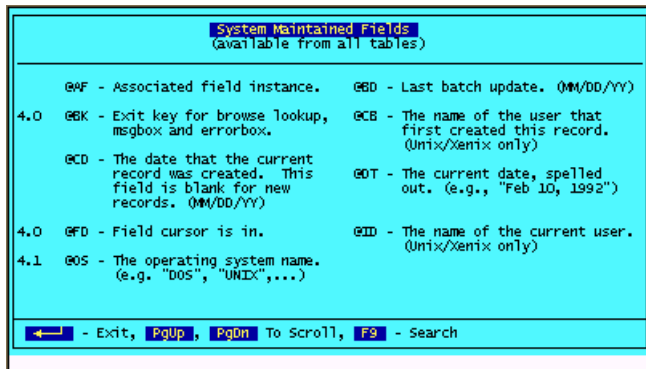 System Maintained Fields
(available from all tables)
@AF - Associated field instance.
@BD - Last batch update. (MM/DD/YY)
4.0 @BK - Exit key for browse lookup,
msgbox and errorbox.
@CB - The name of the user that
first created this record.
(Unix/Xenix only)
@CD - The date that the current
record was created. This
field is blank for new
records. (MM/DD/YY)
@DT - The current date, spelled
out. (e.g., "Feb 10, 1992")
4.0 @FD - Field cursor is in.
@ID - The name of the current user.
(Unix/Xenix only)
4.1 @OS - The operating system name.
(e.g. "DOS", "UNIX",...)
- Exit, PgUp, PgDn To Scroll, F9 - Search